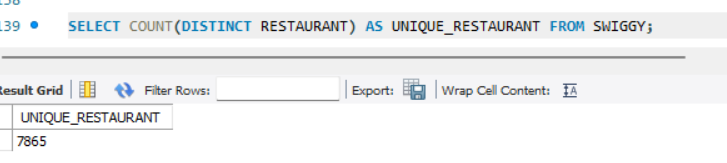 139 SELECT COUNT(DISTINCT RESTAURANT) AS UNIQUE_RESTAURANT FROM SWIGGY;
Result Grid Filter Rows: Export: Wrap Cell Content: IA
UNIQUE_RESTAURANT
7865